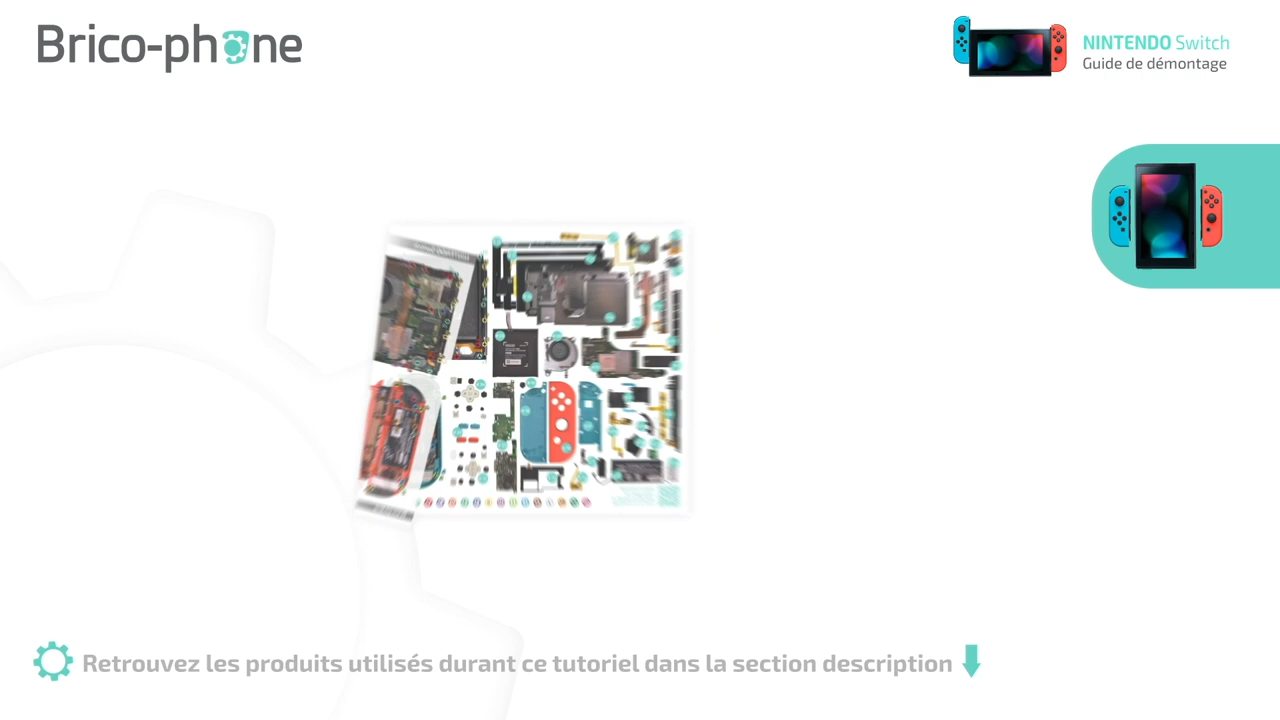 Brico-phone
NINTENDO Switch
Guide de démontage
Retrouvez les produits utilisés durant ce tutoriel dans la section description